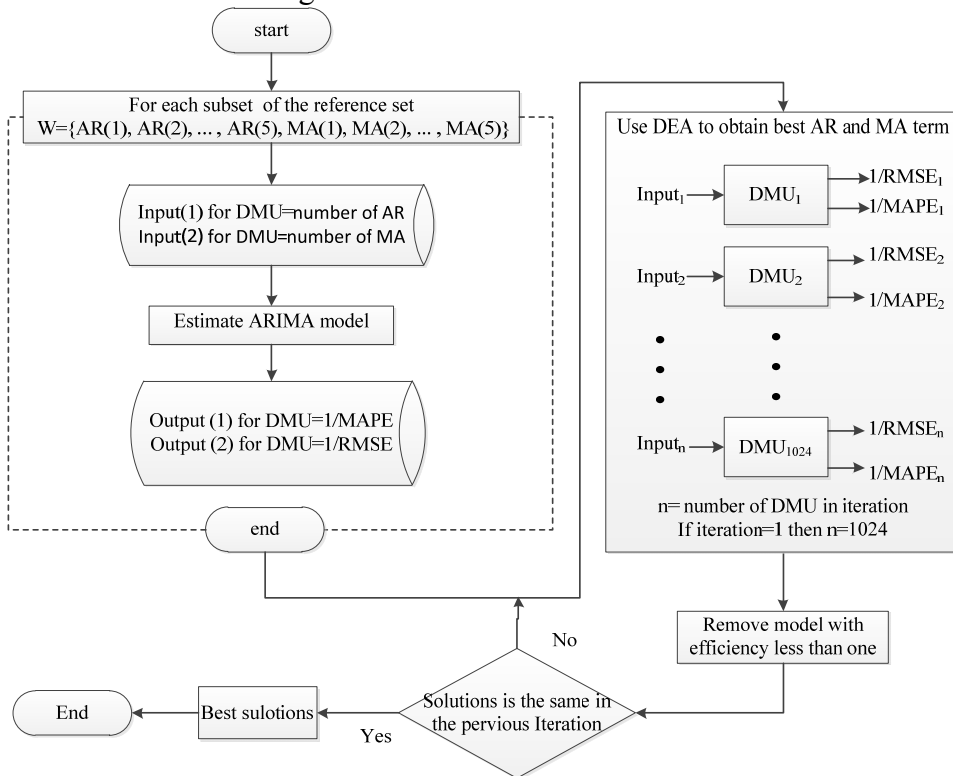 start
For each subset of the reference set
W={AR(1), AR(2), ... , AR(5), MA(1), MA(2), ... , MA(5)}
Input(1) for DMU=number of AR
Input(2) for DMU=number of MA
Estimate ARIMA model
Output (1) for DMU=1/MAPE
Output (2) for DMU=1/RMSE
end
Use DEA to obtain best AR and MA term
Input₁ DMU₁ 1/RMSE₁
1/MAPE₁
Input₂ DMU₂ 1/RMSE₂
1/MAPE₂
Inputₙ DMU₁₀₂₄ 1/RMSEₙ
1/MAPEₙ
n= number of DMU in iteration
If iteration=1 then n=1024
Remove model with
efficiency less than one
No
Solutions is the same in
the pervious Iteration
Yes
Best sulotions
End